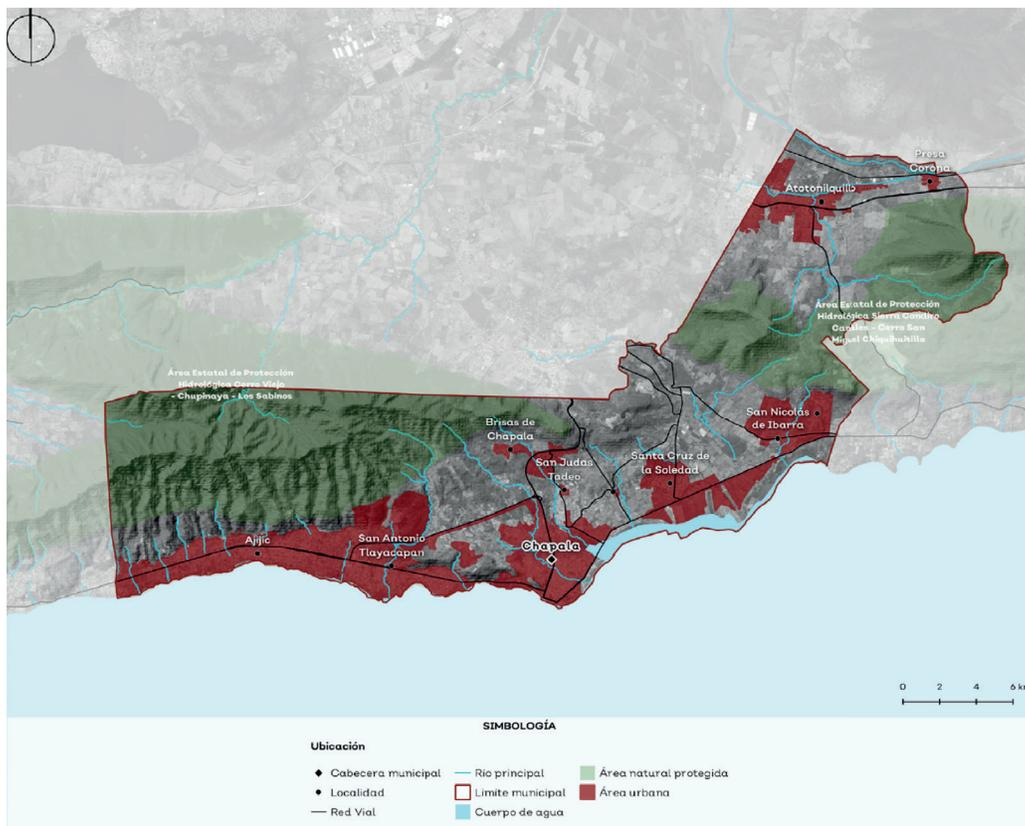 Presa
Corona
Atotonilquillo
Área Estatal de Protección
Hidrológica Sierra Cóndiro
Canales - Cerro San
Miguel Chiquihuitillo
Área Estatal de Protección
Hidrológica Cerro Viejo
- Chupinaya - Los Sabinos
San Nicolás
de Ibarra
Brisas de
Chapala
San Judas
Tadeo
Santa Cruz de
la Soledad
Ajijic
San Antonio
Tlayacapan
Chapala
0 2 4 6 km
SIMBOLOGÍA
Ubicación
Cabecera municipal
Localidad
Red Vial
Río principal
Límite municipal
Cuerpo de agua
Área natural protegida
Área urbana